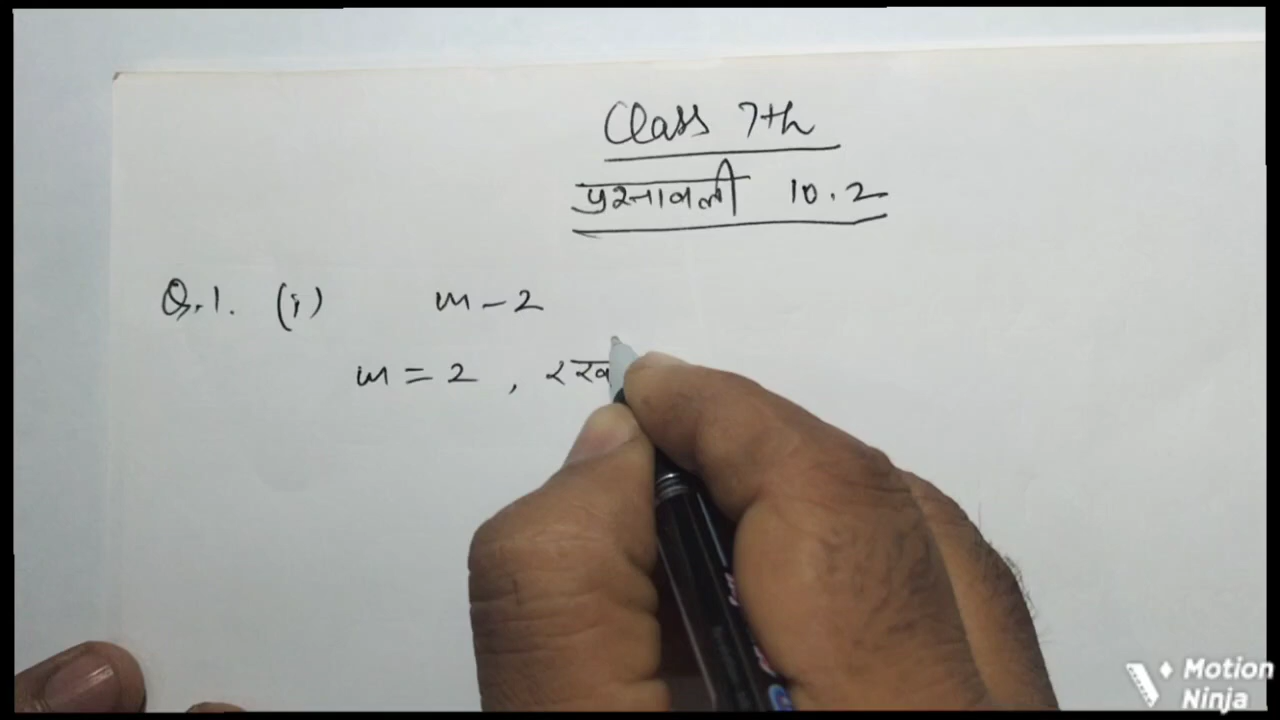 Class 7th
प्रश्नावली 10.2
Q.1. (i) m - 2
m = 2 , रख
Motion
Ninja